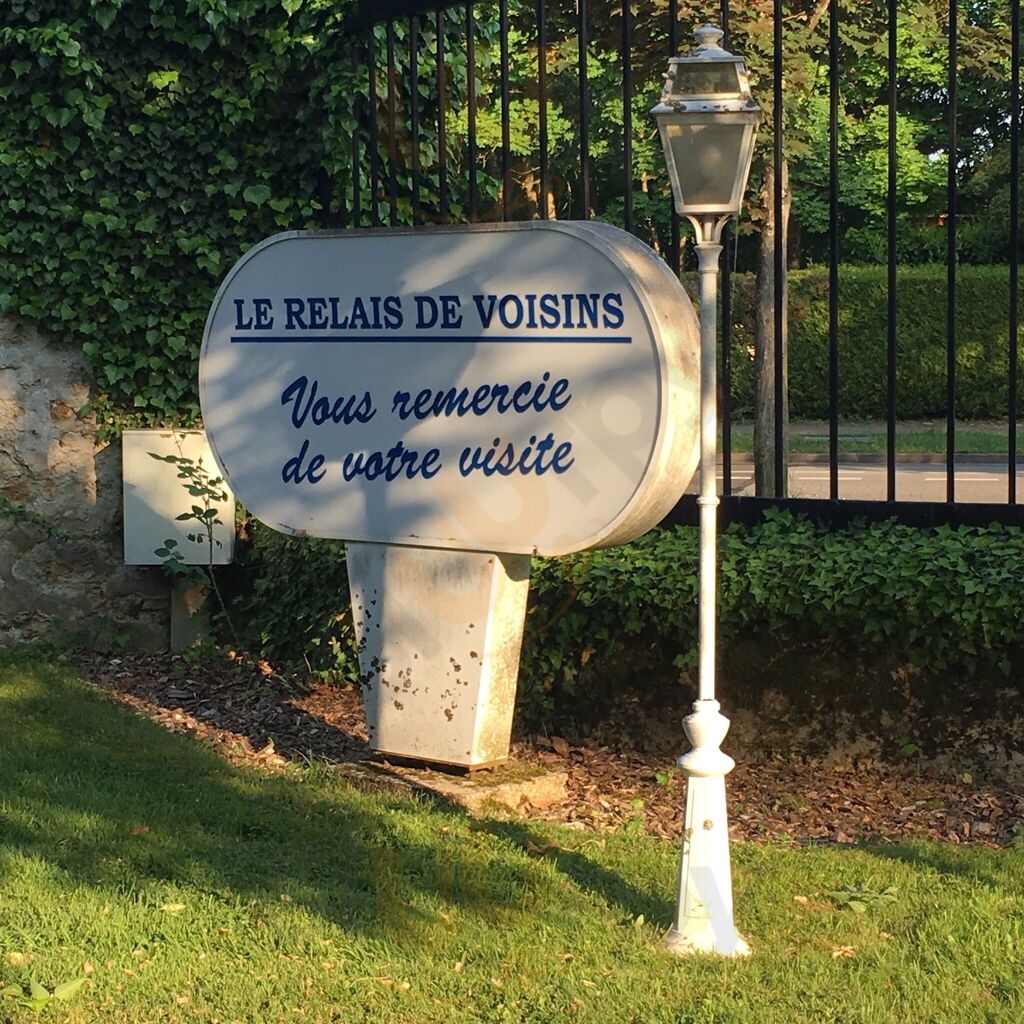 LE RELAIS DE VOISINS
Vous remercie
de votre visite